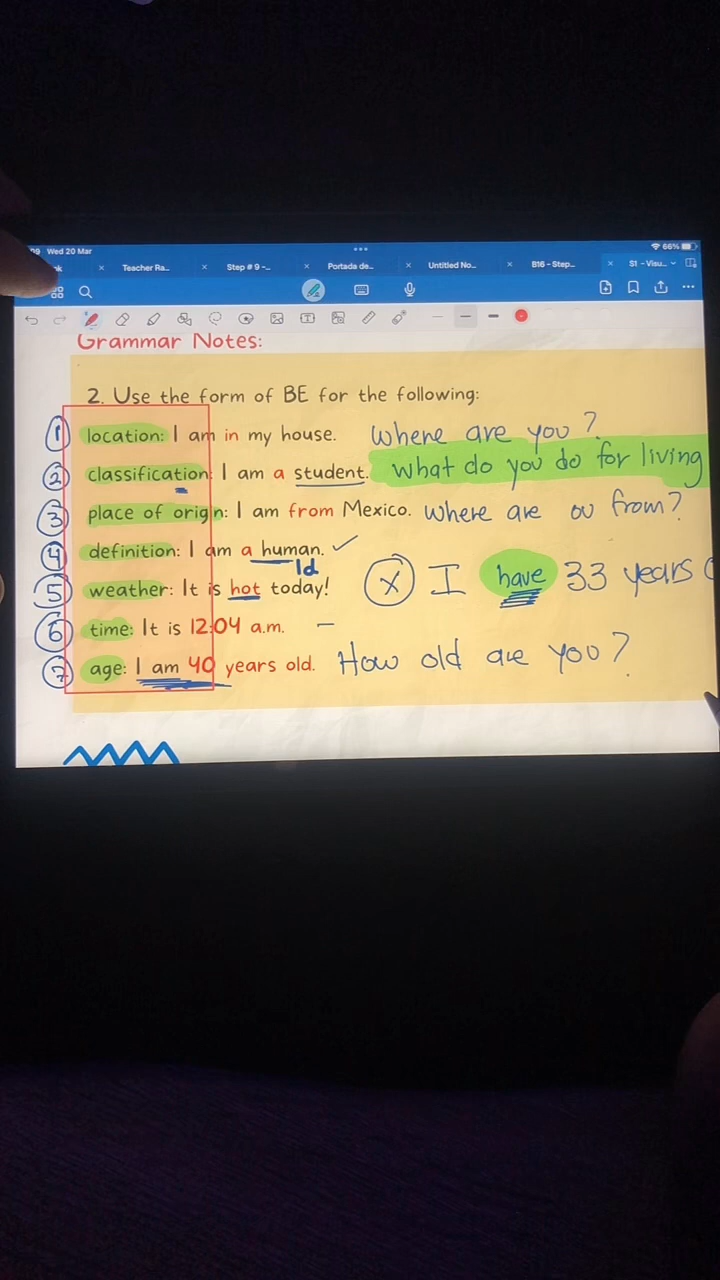 09 Wed 20 Mar
66%
Teacher Ra...
Step # 9 -...
Portada de...
Untitled No...
B16 - Step...
S1 - Visu...
Grammar Notes:
2. Use the form of BE for the following:
1 location: I am in my house. Where are you?
2 classification: I am a student. What do you do for living
3 place of origin: I am from Mexico. Where are ou from?
4 definition: I am a human. ✓
ld
5 weather: It is hot today! X I have 33 years
6 time: It is 12:04 a.m. –
7 age: I am 40 years old. How old are you?